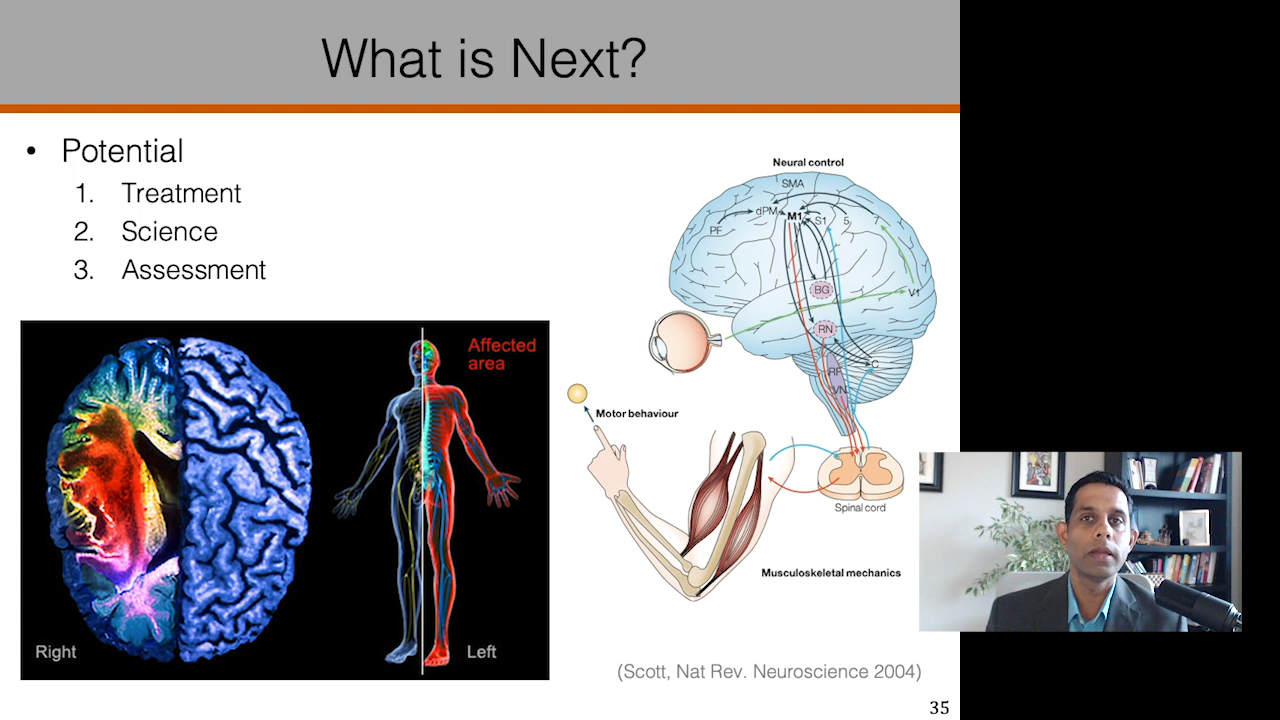 What is Next?
• Potential
1. Treatment
2. Science
3. Assessment
Affected
area
Right
Left
Neural control
SMA
dPM
M1
S1
5
7
PF
BG
V1
RN
RF
C
VN
Motor behaviour
Spinal cord
Musculoskeletal mechanics
(Scott, Nat Rev. Neuroscience 2004)
35